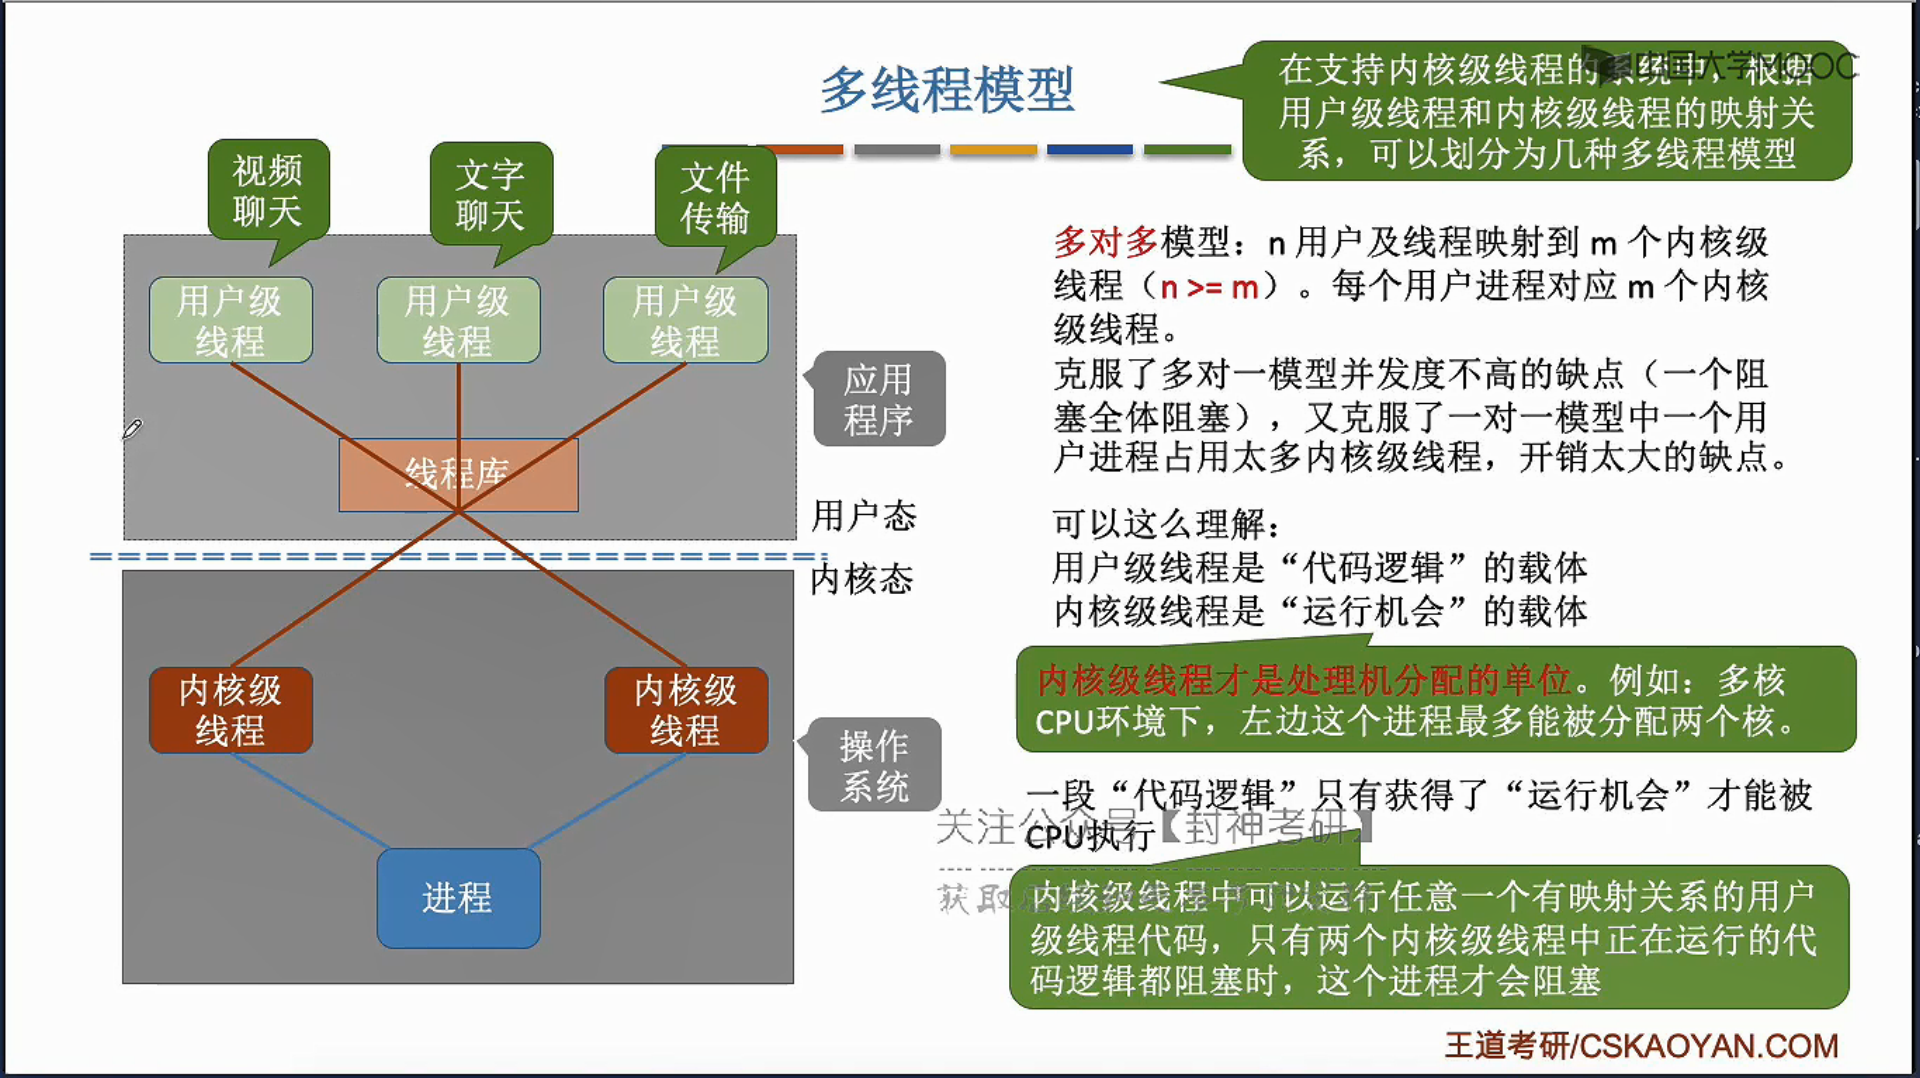 多线程模型
在支持内核级线程的系统中，根据
用户级线程和内核级线程的映射关
系，可以划分为几种多线程模型
中国大学MOOC
视频
聊天
文字
聊天
文件
传输
用户级
线程
用户级
线程
用户级
线程
线程库
应用
程序
用户态
内核态
内核级
线程
内核级
线程
操作
系统
进程
多对多模型：n 用户及线程映射到 m 个内核级
线程（n >= m）。每个用户进程对应 m 个内核
级线程。
克服了多对一模型并发度不高的缺点（一个阻
塞全体阻塞），又克服了一对一模型中一个用
户进程占用太多内核级线程，开销太大的缺点。
可以这么理解：
用户级线程是“代码逻辑”的载体
内核级线程是“运行机会”的载体
内核级线程才是处理机分配的单位。例如：多核
CPU环境下，左边这个进程最多能被分配两个核。
一段“代码逻辑”只有获得了“运行机会”才能被
CPU执行
关注公众号【封神考研】
获取
内核级线程中可以运行任意一个有映射关系的用户
级线程代码，只有两个内核级线程中正在运行的代
码逻辑都阻塞时，这个进程才会阻塞
王道考研/CSKAOYAN.COM